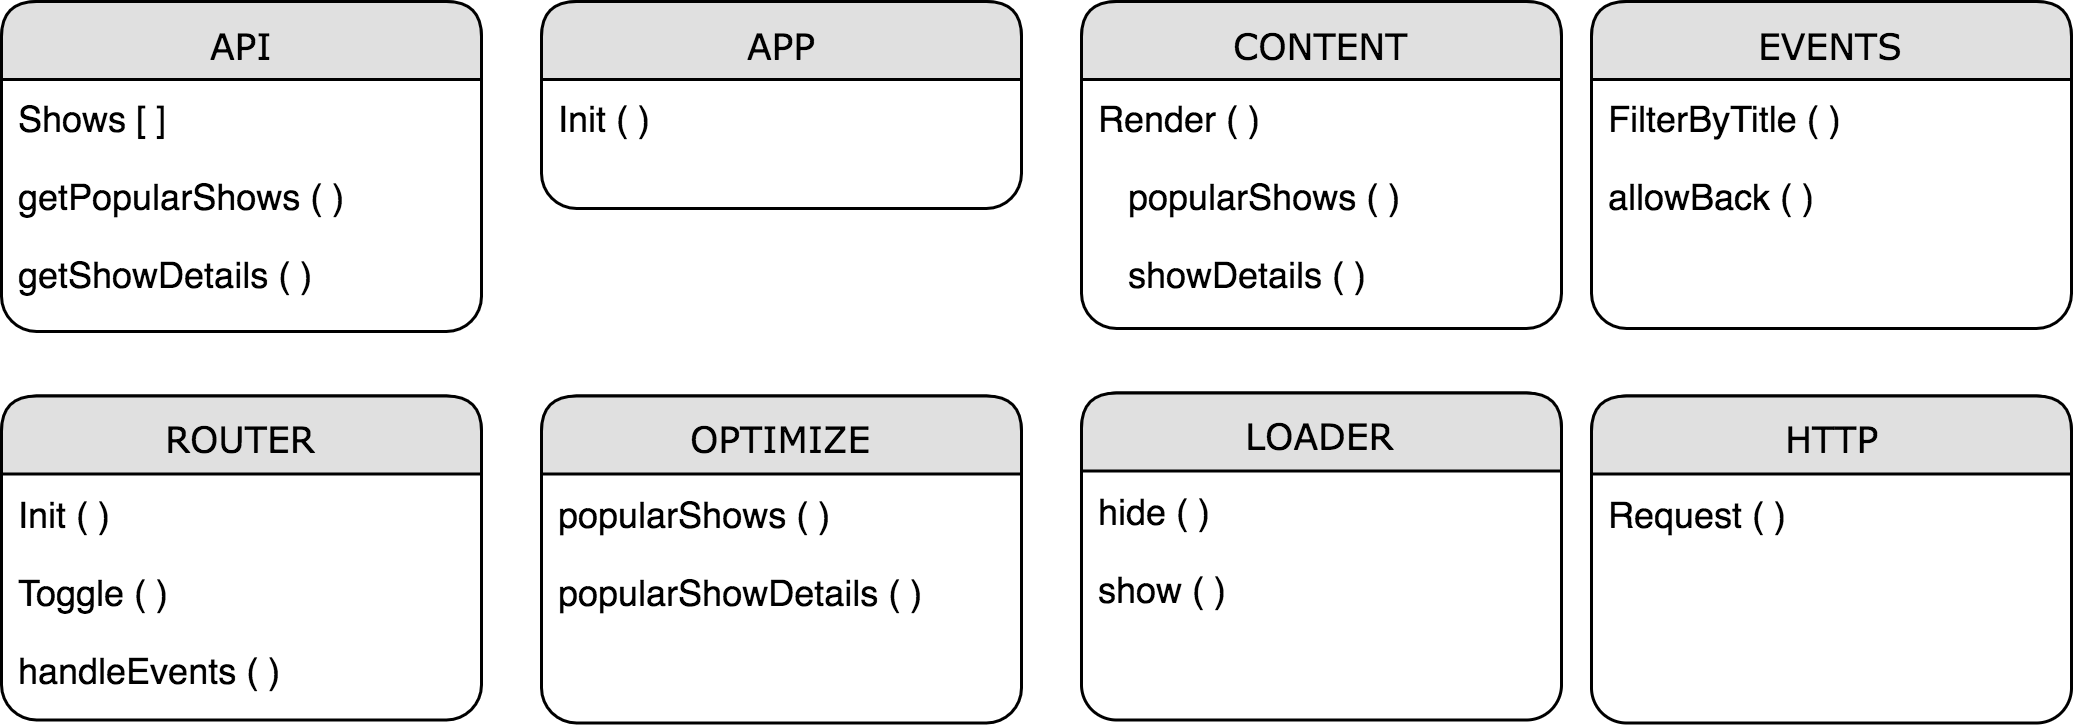 API
Shows [ ]
getPopularShows ( )
getShowDetails ( )
APP
Init ( )
CONTENT
Render ( )
popularShows ( )
showDetails ( )
EVENTS
FilterByTitle ( )
allowBack ( )
ROUTER
Init ( )
Toggle ( )
handleEvents ( )
OPTIMIZE
popularShows ( )
popularShowDetails ( )
LOADER
hide ( )
show ( )
HTTP
Request ( )